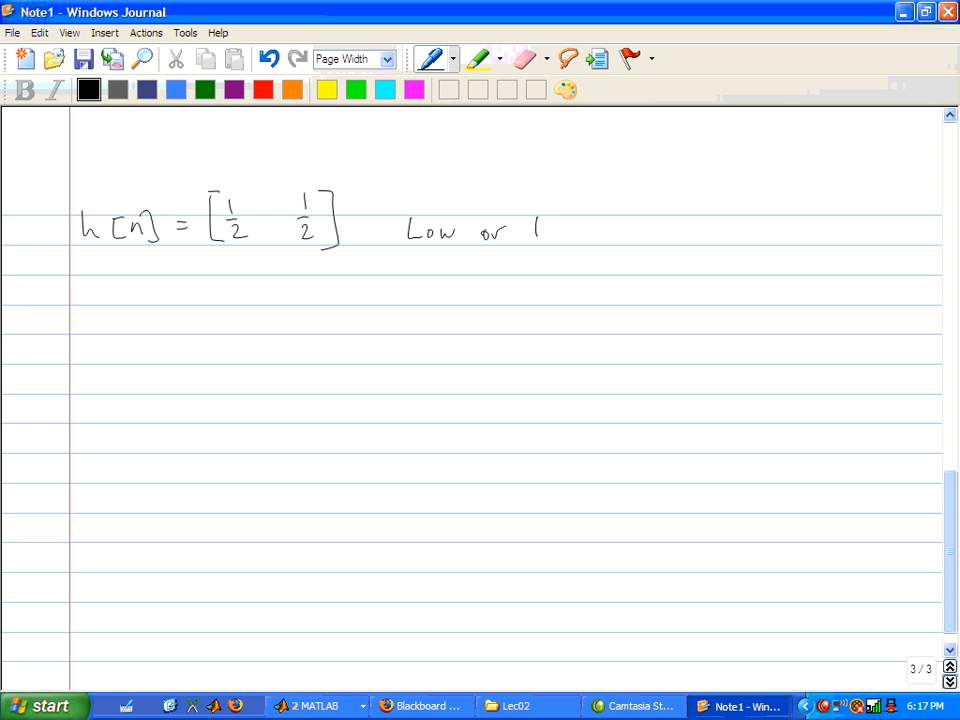 Note1 - Windows Journal
File Edit View Insert Actions Tools Help
Page Width
B I
h[n] = [1/2 1/2] Low or
3 / 3
start 2 MATLAB Blackboard ... Lec02 Camtasia St... Note1 - Win... 6:17 PM